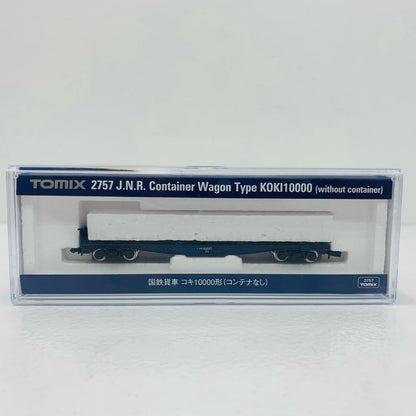 TOMIX 2757 J.N.R. Container Wagon Type KOKI10000 (without container)
国鉄貨車 コキ10000形(コンテナなし)
2757
TOMIX